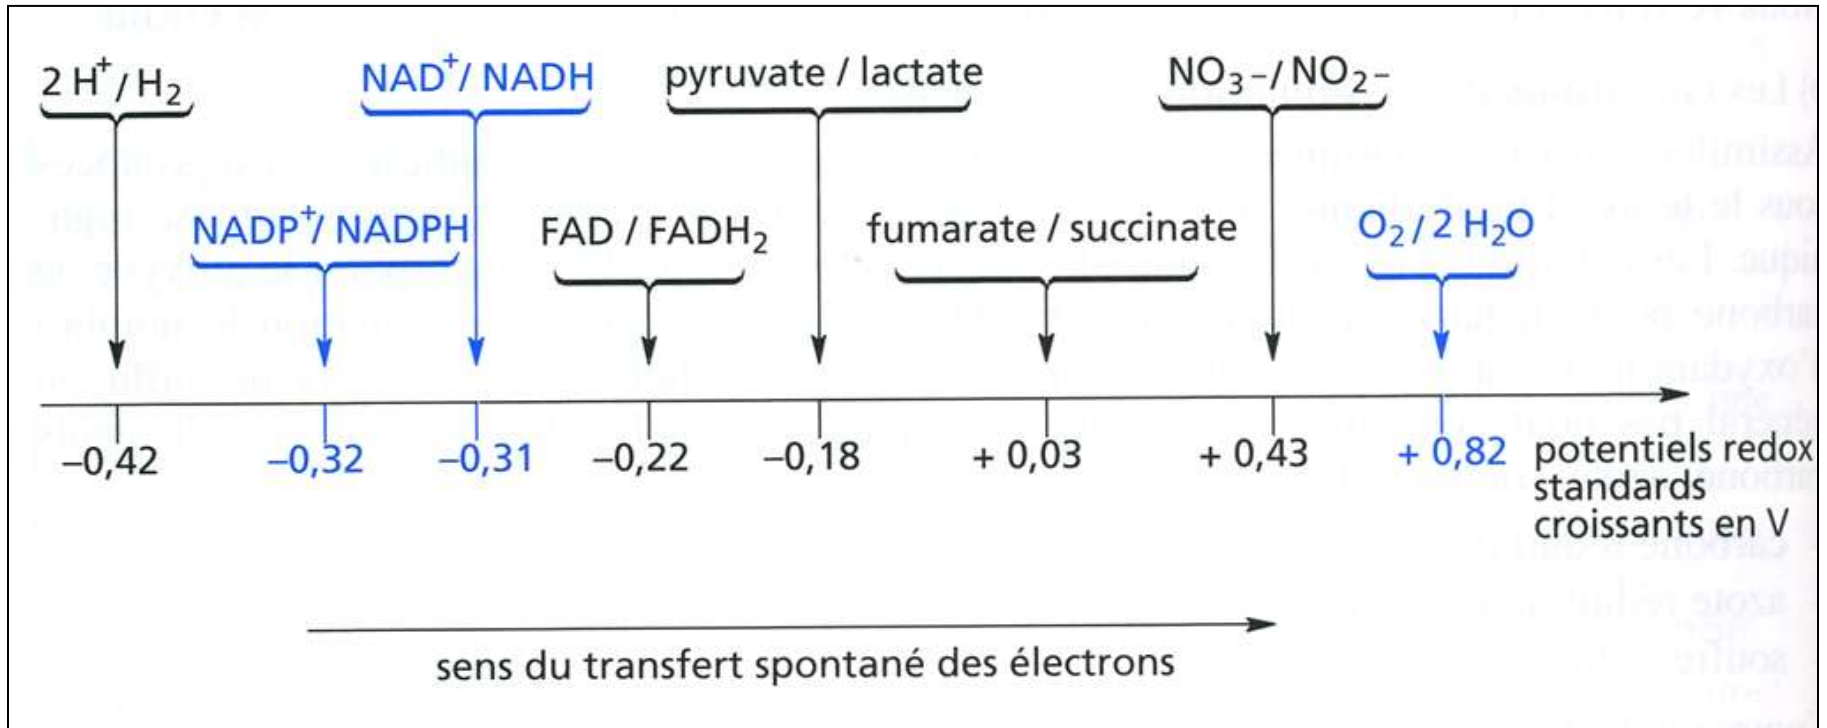 2 H⁺/H₂
NAD⁺/ NADH
pyruvate / lactate
NO₃-/ NO₂-
NADP⁺/ NADPH
FAD / FADH₂
fumarate / succinate
O₂ / 2 H₂O
–0,42
–0,32
–0,31
–0,22
–0,18
+ 0,03
+ 0,43
+ 0,82
potentiels redox
standards
croissants en V
sens du transfert spontané des électrons